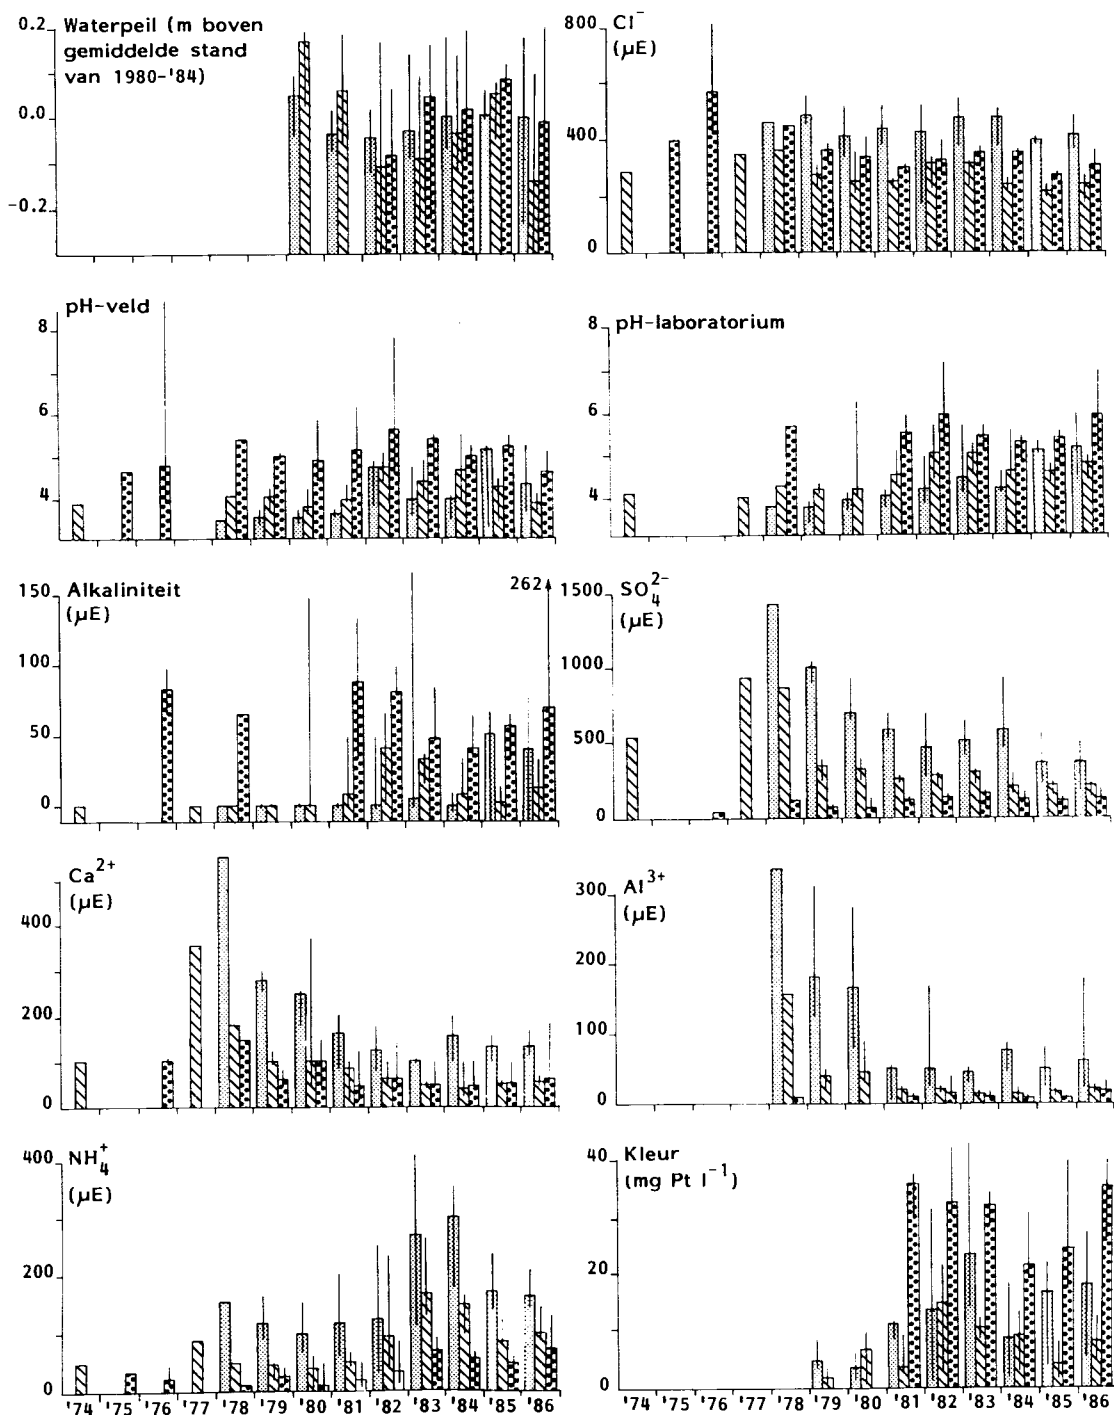 Waterpeil (m boven
gemiddelde stand
van 1980-'84)
0.2
0.0
-0.2
Cl⁻
(µE)
800
400
0
pH-veld
8
6
4
pH-laboratorium
8
6
4
Alkaliniteit
(µE)
150
100
50
0
262
SO₄²⁻
(µE)
1500
1000
500
0
Ca²⁺
(µE)
400
200
0
Al³⁺
(µE)
300
200
100
0
NH₄⁺
(µE)
400
200
0
'74 '75 '76 '77 '78 '79 '80 '81 '82 '83 '84 '85 '86
Kleur
(mg Pt l⁻¹)
40
20
0
'74 '75 '76 '77 '78 '79 '80 '81 '82 '83 '84 '85 '86